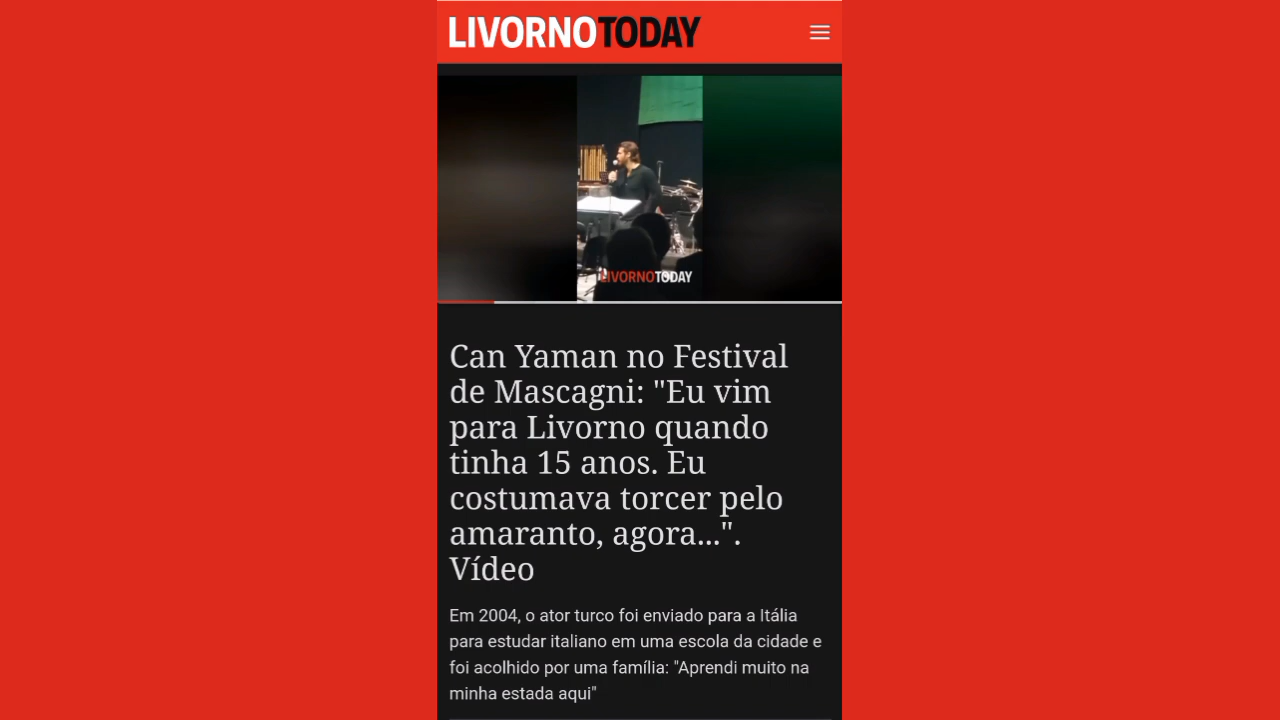 LIVORNOTODAY
LIVORNOTODAY
Can Yaman no Festival
de Mascagni: "Eu vim
para Livorno quando
tinha 15 anos. Eu
costumava torcer pelo
amaranto, agora...".
Vídeo
Em 2004, o ator turco foi enviado para a Itália
para estudar italiano em uma escola da cidade e
foi acolhido por uma família: "Aprendi muito na
minha estada aqui"